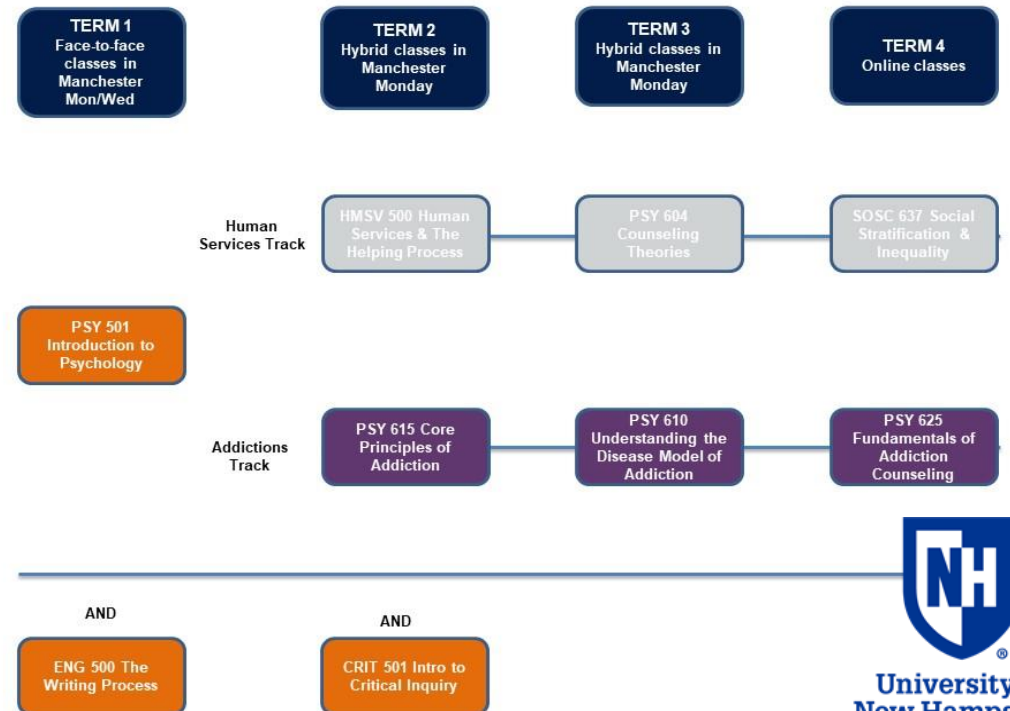 TERM 1
Face-to-face
classes in
Manchester
Mon/Wed
TERM 2
Hybrid classes in
Manchester
Monday
TERM 3
Hybrid classes in
Manchester
Monday
TERM 4
Online classes
Human
Services Track
HMSV 500 Human
Services & The
Helping Process
PSY 604
Counseling
Theories
SOSC 637 Social
Stratification &
Inequality
PSY 501
Introduction to
Psychology
Addictions
Track
PSY 615 Core
Principles of
Addiction
PSY 610
Understanding the
Disease Model of
Addiction
PSY 625
Fundamentals of
Addiction
Counseling
AND
ENG 500 The
Writing Process
AND
CRIT 501 Intro to
Critical Inquiry
NH
®
University
New